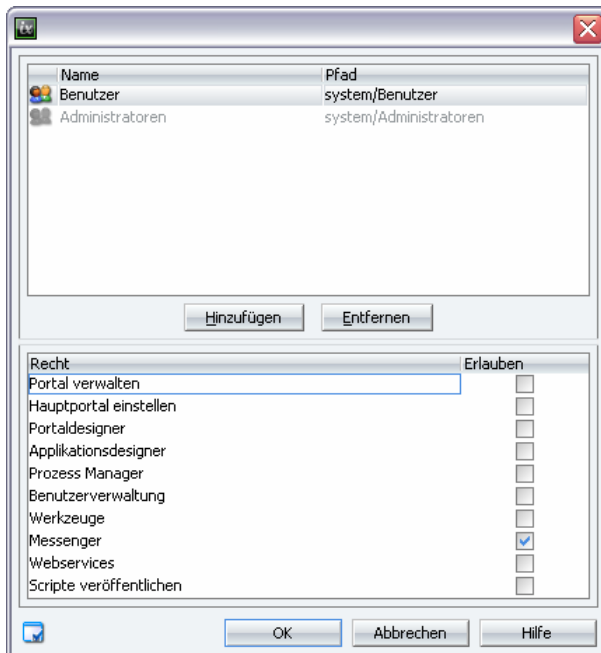 ix
Name Pfad
Benutzer system/Benutzer
Administratoren system/Administratoren
Hinzufügen Entfernen
Recht Erlauben
Portal verwalten
Hauptportal einstellen
Portaldesigner
Applikationsdesigner
Prozess Manager
Benutzerverwaltung
Werkzeuge
Messenger
Webservices
Scripte veröffentlichen
OK Abbrechen Hilfe